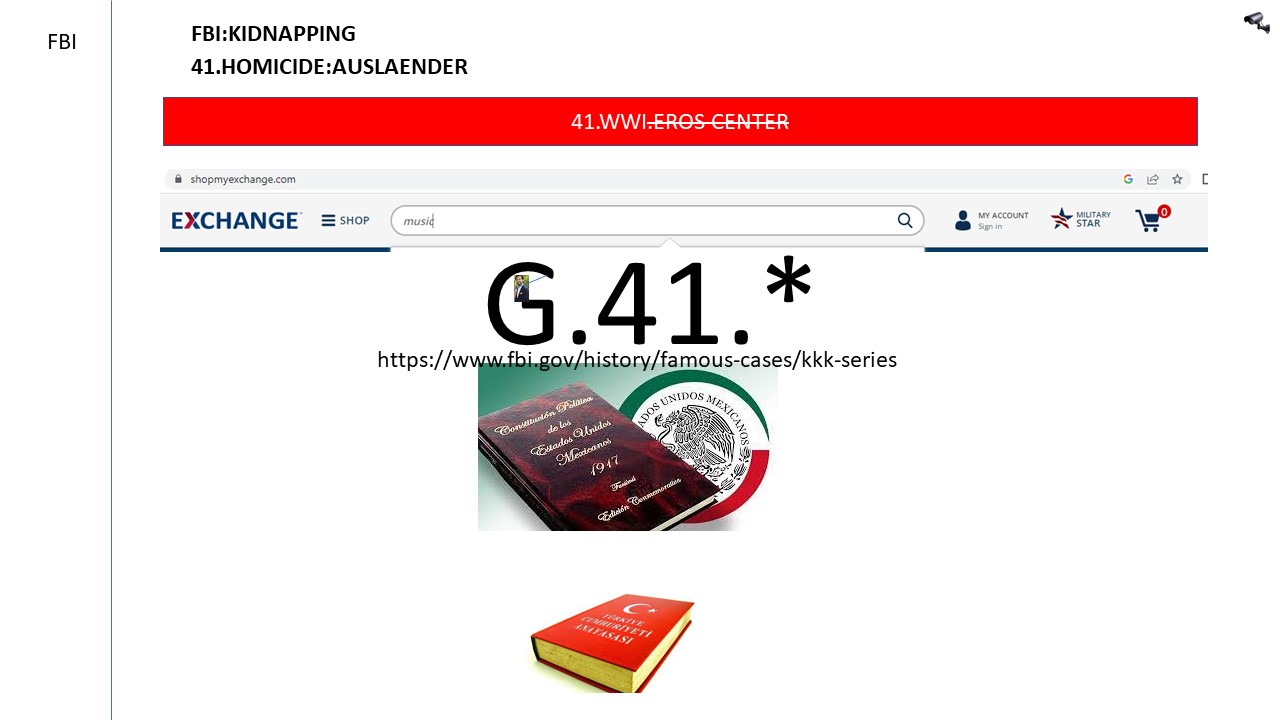 FBI
FBI:KIDNAPPING
41.HOMICIDE:AUSLAENDER
41.WWI.EROS CENTER
shopmyexchange.com
EXCHANGE
SHOP
music
MY ACCOUNT
Sign in
MILITARY
STAR
0
G.41.*
https://www.fbi.gov/history/famous-cases/kkk-series
Constitución Política
de los
Estados Unidos
Mexicanos
1917
Edición Conmemorativa
ADOS UNIDOS MEXICANOS
TÜRKİYE
CUMHURİYETİ
ANAYASASI